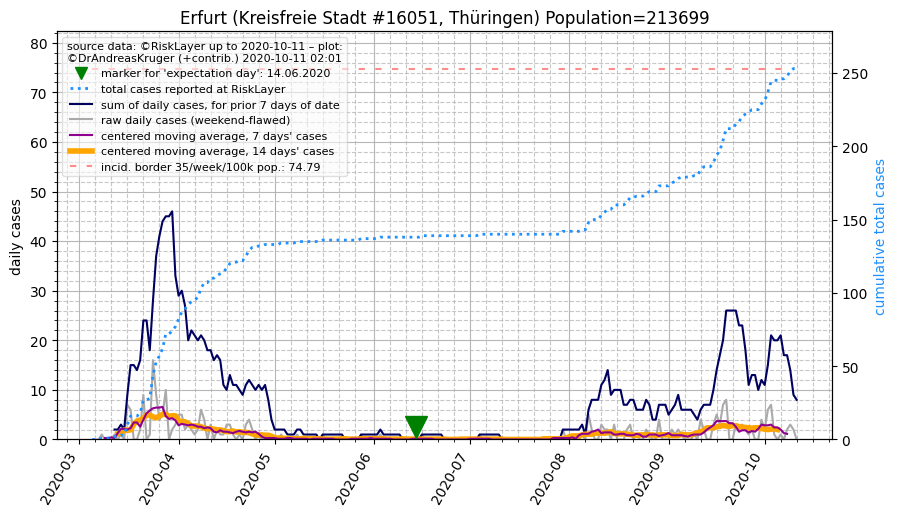 Erfurt (Kreisfreie Stadt #16051, Thüringen) Population=213699
source data: ©RiskLayer up to 2020-10-11 – plot:
©DrAndreasKruger (+contrib.) 2020-10-11 02:01
marker for 'expectation day': 14.06.2020
total cases reported at RiskLayer
sum of daily cases, for prior 7 days of date
raw daily cases (weekend-flawed)
centered moving average, 7 days' cases
centered moving average, 14 days' cases
incid. border 35/week/100k pop.: 74.79
daily cases
80
70
60
50
40
30
20
10
0
cumulative total cases
250
200
150
100
50
0
2020-03
2020-04
2020-05
2020-06
2020-07
2020-08
2020-09
2020-10